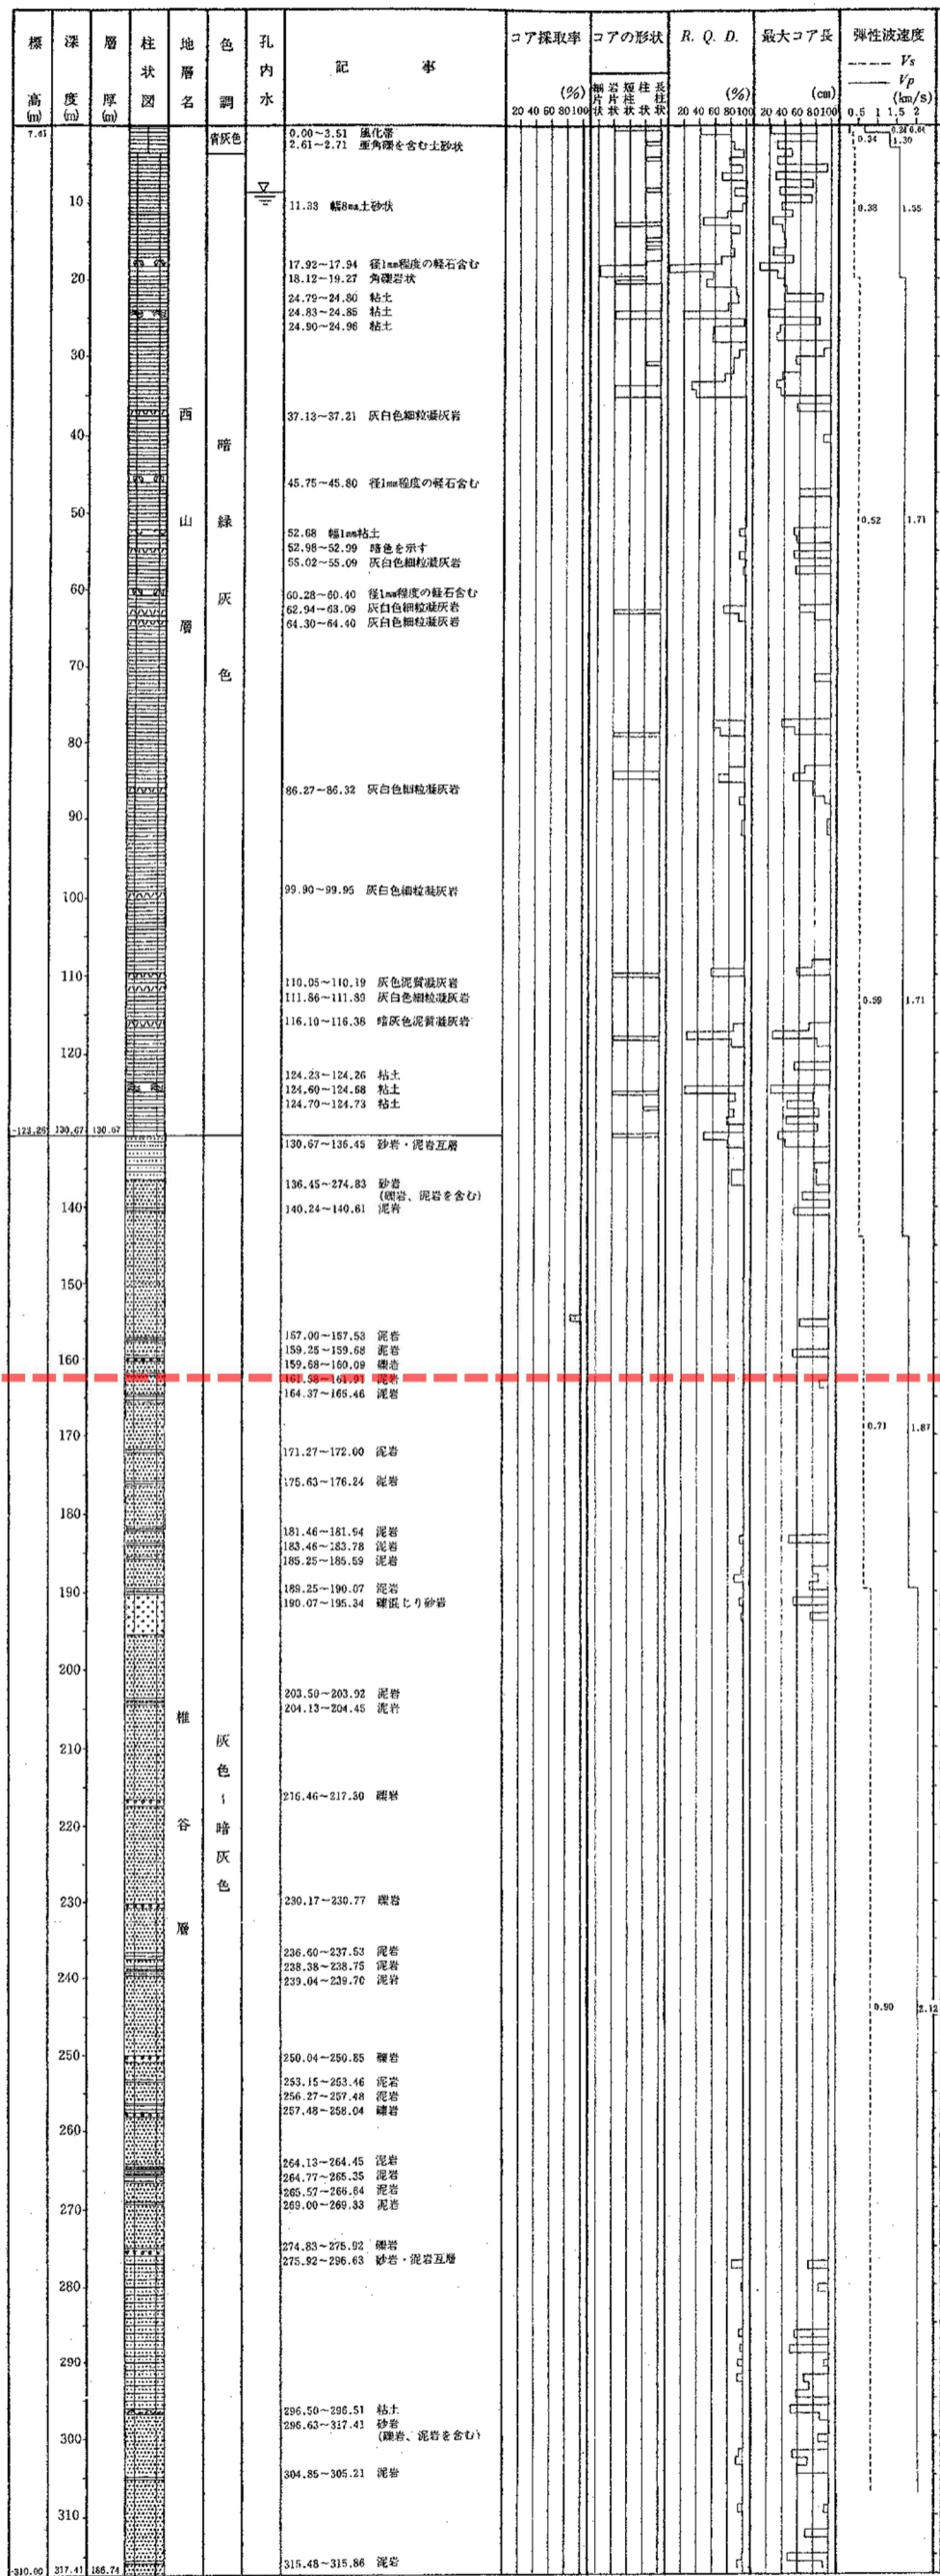 標高(m)
深度(m)
層厚(m)
柱状図
地層名
色調
孔内水
記事
コア採取率
(%)
20 40 60 80 100
コアの形状
細片状
岩片状
短柱状
柱状
長柱状
R. Q. D.
(%)
20 40 60 80 100
最大コア長
(cm)
20 40 60 80 100
弾性波速度
Vs
Vp
(km/S)
0.5 1 1.5 2
7.61
青灰色
0.00~3.51 風化帯
2.61~2.71 亜角礫を含む土砂状
0.34
1.30
10
11.33 幅8mm土砂状
0.38
1.55
17.92~17.94 径1mm程度の軽石含む
20
18.12~19.27 角礫岩状
24.79~24.80 粘土
24.83~24.85 粘土
24.90~24.96 粘土
30
西山層
暗緑灰色
37.13~37.21 灰白色細粒凝灰岩
40
45.75~45.80 径1mm程度の軽石含む
50
0.52
1.71
52.68 幅1mm粘土
52.98~52.99 暗色を示す
55.02~55.09 灰白色細粒凝灰岩
60
60.28~60.40 径1mm程度の軽石含む
62.94~63.09 灰白色細粒凝灰岩
64.30~64.40 灰白色細粒凝灰岩
70
80
86.27~86.32 灰白色細粒凝灰岩
90
99.90~99.95 灰白色細粒凝灰岩
100
110
110.05~110.19 灰色泥質凝灰岩
111.86~111.89 灰白色細粒凝灰岩
0.59
1.71
116.10~116.38 暗灰色泥質凝灰岩
120
124.23~124.26 粘土
124.60~124.68 粘土
124.70~124.73 粘土
130.67 130.67
130.67~136.45 砂岩・泥岩互層
136.45~274.83 砂岩
(礫岩、泥岩を含む)
140
140.24~140.61 泥岩
150
157.00~157.53 泥岩
159.25~159.68 泥岩
160
159.68~160.09 礫岩
161.58~161.91 泥岩
164.37~165.46 泥岩
170
0.71
1.87
171.27~172.00 泥岩
175.63~176.24 泥岩
180
181.46~181.94 泥岩
183.46~183.78 泥岩
185.25~185.59 泥岩
190
189.25~190.07 泥岩
190.07~195.34 礫混じり砂岩
200
203.50~203.92 泥岩
204.13~204.45 泥岩
椎谷層
灰色~暗灰色
210
216.46~217.30 礫岩
220
230
230.17~230.77 礫岩
236.60~237.53 泥岩
238.38~238.75 泥岩
240
239.04~239.70 泥岩
0.90
2.12
250
250.04~250.85 礫岩
253.15~253.46 泥岩
256.27~257.48 泥岩
257.48~258.04 礫岩
260
264.13~264.45 泥岩
264.77~265.35 泥岩
265.57~266.64 泥岩
270
269.00~269.33 泥岩
274.83~275.92 礫岩
275.92~296.63 砂岩・泥岩互層
280
290
296.50~296.51 粘土
296.63~317.41 砂岩
(礫岩、泥岩を含む)
300
304.85~305.21 泥岩
310
315.48~315.86 泥岩
-310.00 317.41 186.74